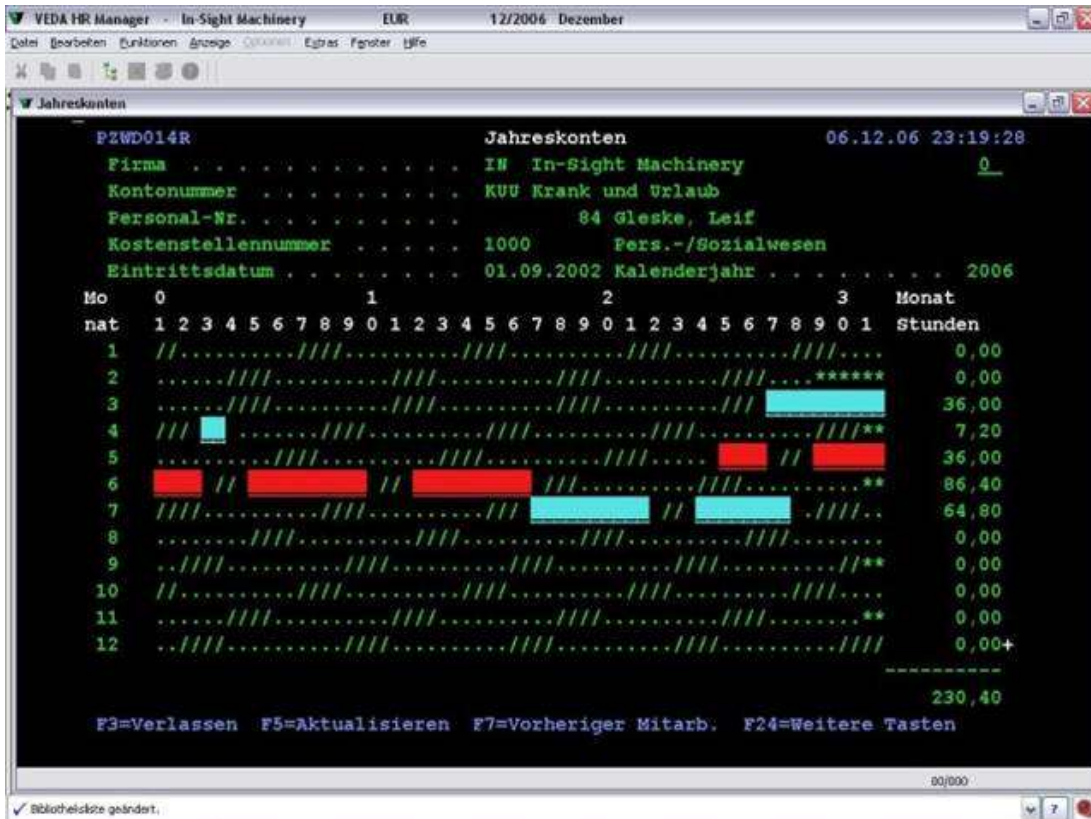 VEDA HR Manager - In-Sight Machinery EUR 12/2006 Dezember
Datei Bearbeiten Funktionen Anzeige Optionen Extras Fenster Hilfe
Jahreskonten
PZWD014R Jahreskonten 06.12.06 23:19:28
Firma . . . . . . . . . . . . IN In-Sight Machinery 0
Kontonummer . . . . . . . . . KUU Krank und Urlaub
Personal-Nr. . . . . . . . . 84 Gleske, Leif
Kostenstellennummer . . . . . 1000 Pers.-/Sozialwesen
Eintrittsdatum . . . . . . . . 01.09.2002 Kalenderjahr . . . . . . . . 2006
Mo 0 1 2 3 Monat
nat 1 2 3 4 5 6 7 8 9 0 1 2 3 4 5 6 7 8 9 0 1 2 3 4 5 6 7 8 9 0 1 Stunden
1 //..........////..........////..........////..........////.... 0,00
2 ......////..........////..........////..........////....****** 0,00
3 ......////..........////..........////........../// 36,00
4 /// .......////..........////..........////..........////** 7,20
5 ..........////..........////..........////..... // 36,00
6 // // ///..........////..........** 86,40
7 ////..........////........../// // .////.. 64,80
8 ........////..........////..........////..........////........ 0,00
9 ..////..........////..........////..........////..........//** 0,00
10 //..........////..........////..........////..........////.... 0,00
11 ......////..........////..........////..........////........** 0,00
12 ..////..........////..........////..........////..........//// 0,00+
----------
230,40
F3=Verlassen F5=Aktualisieren F7=Vorheriger Mitarb. F24=Weitere Tasten
00/000
Bibliotheksliste geändert.